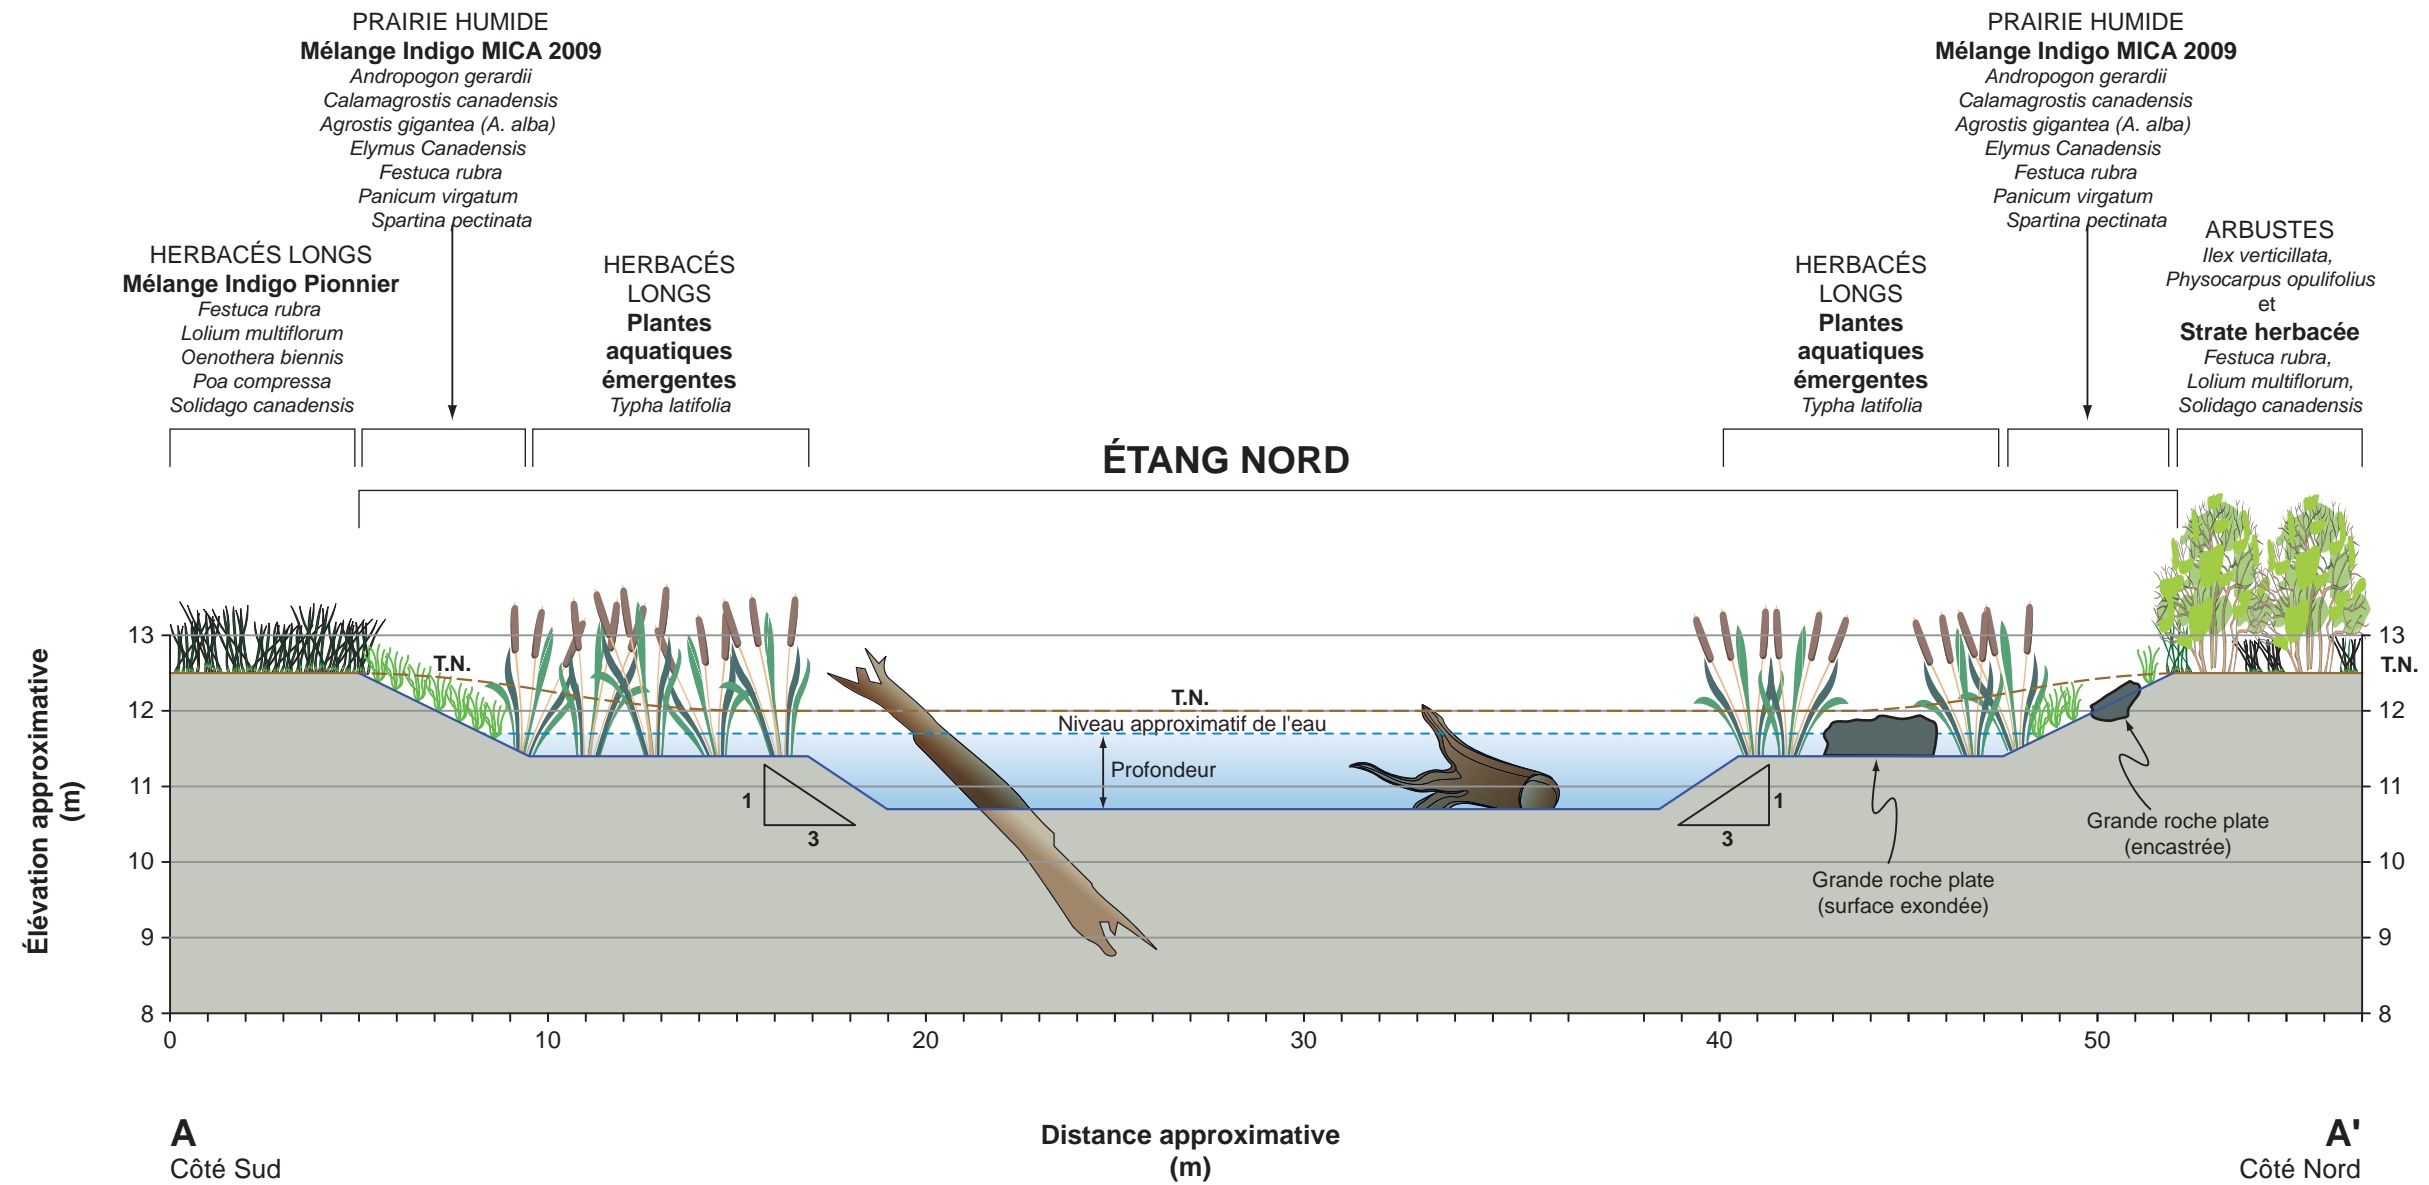 PRAIRIE HUMIDE
Mélange Indigo MICA 2009
Andropogon gerardii
Calamagrostis canadensis
Agrostis gigantea (A. alba)
Elymus Canadensis
Festuca rubra
Panicum virgatum
Spartina pectinata
HERBACÉS LONGS
Mélange Indigo Pionnier
Festuca rubra
Lolium multiflorum
Oenothera biennis
Poa compressa
Solidago canadensis
HERBACÉS
LONGS
Plantes
aquatiques
émergentes
Typha latifolia
HERBACÉS
LONGS
Plantes
aquatiques
émergentes
Typha latifolia
PRAIRIE HUMIDE
Mélange Indigo MICA 2009
Andropogon gerardii
Calamagrostis canadensis
Agrostis gigantea (A. alba)
Elymus Canadensis
Festuca rubra
Panicum virgatum
Spartina pectinata
ARBUSTES
Ilex verticillata,
Physocarpus opulifolius
et
Strate herbacée
Festuca rubra,
Lolium multiflorum,
Solidago canadensis
ÉTANG NORD
T.N.
T.N.
Niveau approximatif de l'eau
Profondeur
T.N.
1
3
1
3
Grande roche plate
(surface exondée)
Grande roche plate
(encastrée)
Élévation approximative
(m)
13
12
11
10
9
8
13
12
11
10
9
8
0
10
20
30
40
50
A
Côté Sud
Distance approximative
(m)
A'
Côté Nord